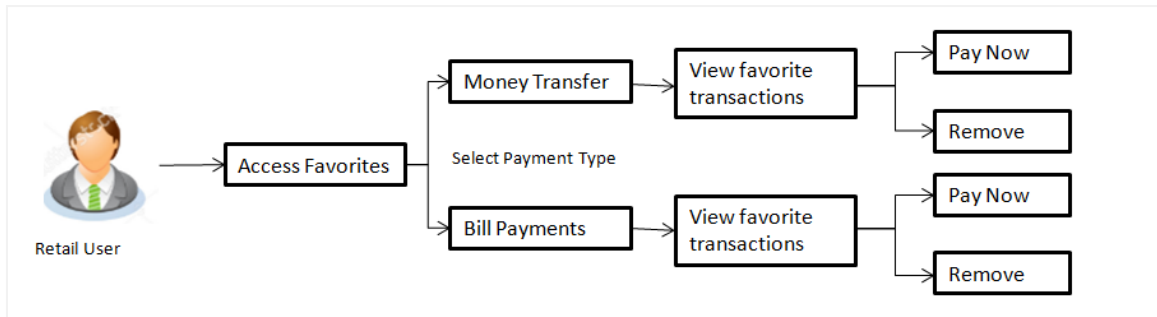 Pay Now
Money Transfer
View favorite
transactions
Remove
Access Favorites
Select Payment Type
Pay Now
Bill Payments
View favorite
transactions
Retail User
Remove